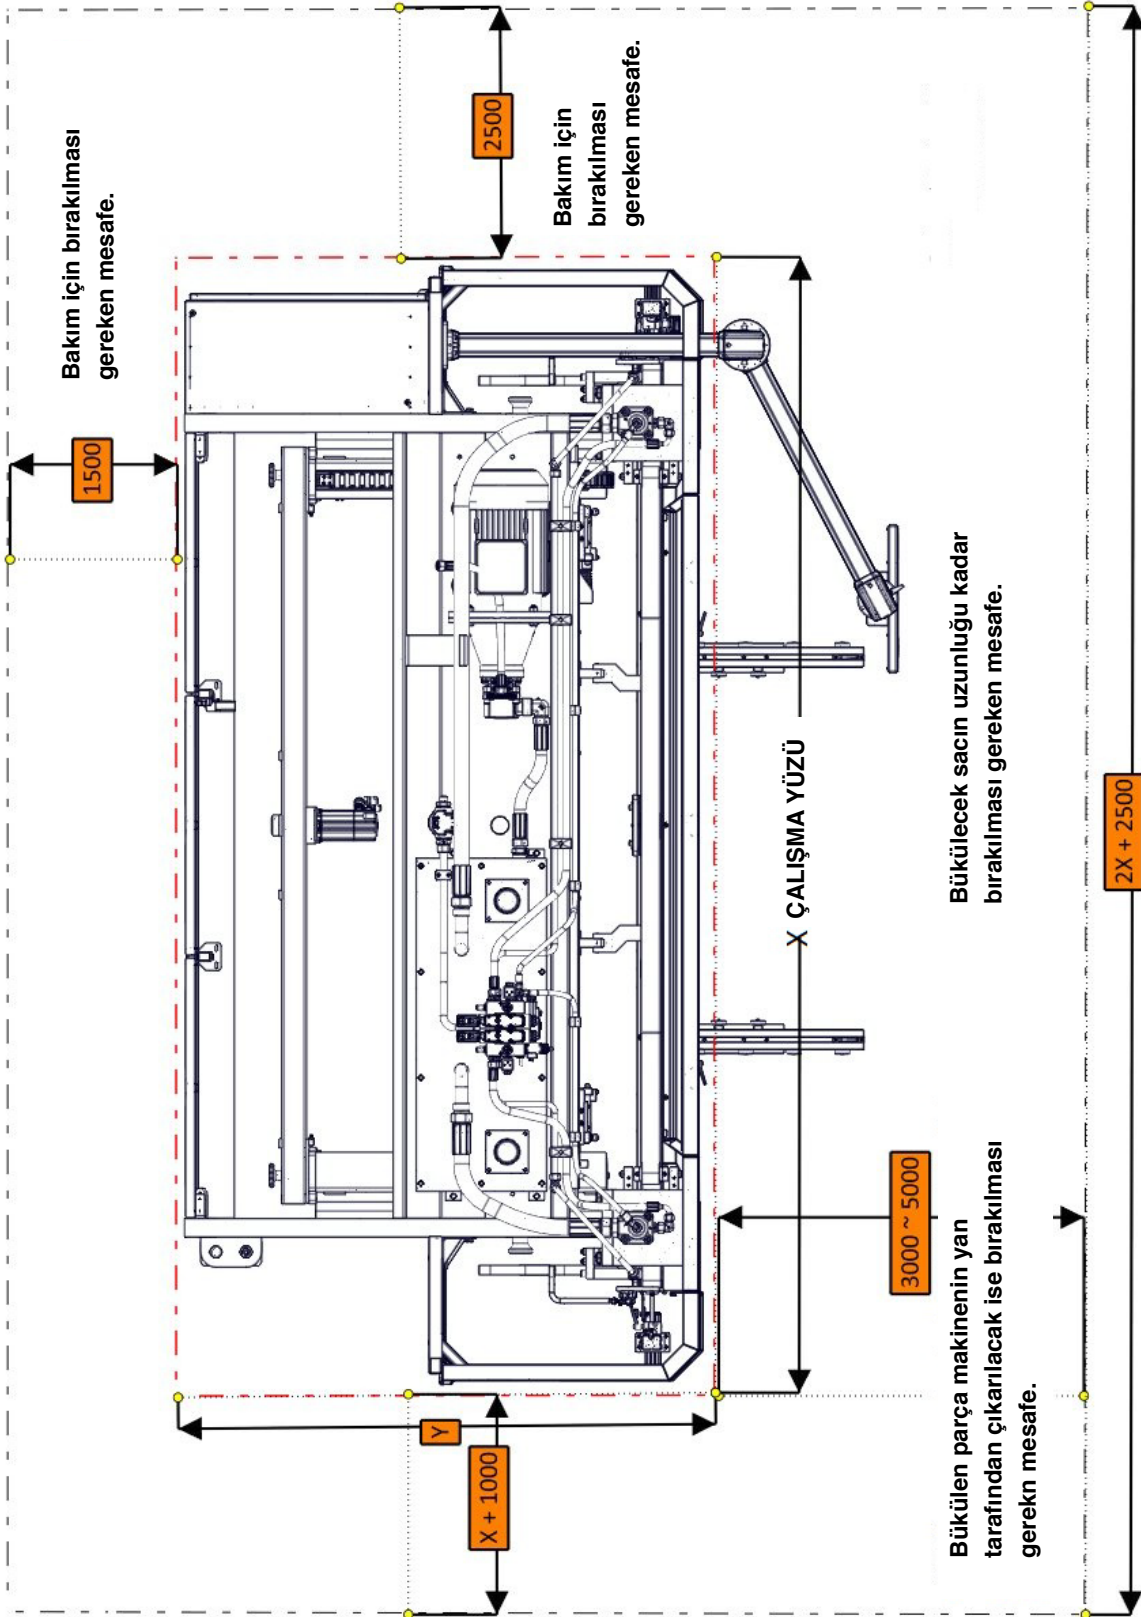 Bakım için bırakılması
gereken mesafe.
1500
2500
Bakım için
bırakılması
gereken mesafe.
Y
X + 1000
X ÇALIŞMA YÜZÜ
3000 ~ 5000
Bükülen parça makinenin yan
tarafından çıkarılacak ise bırakılması
gerekn mesafe.
Bükülecek sacın uzunluğu kadar
bırakılması gereken mesafe.
2X + 2500